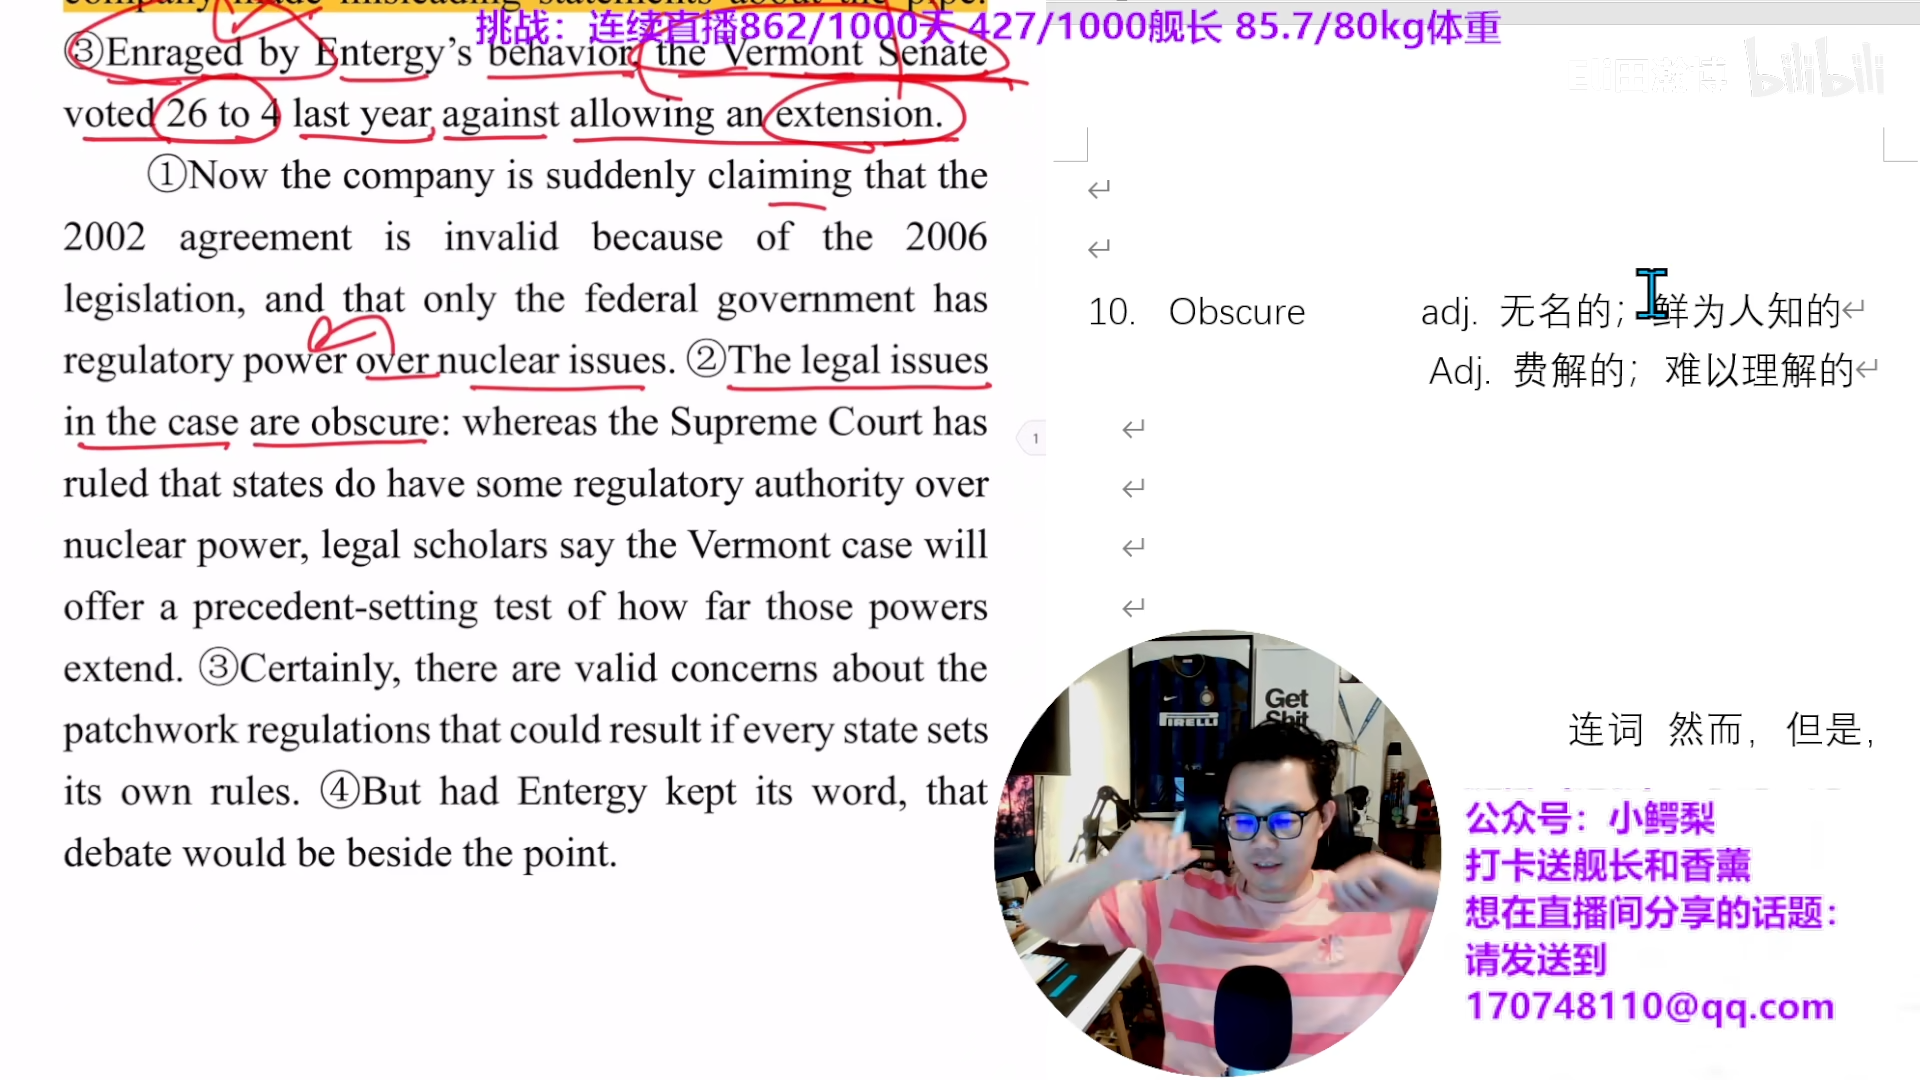 company made misleading statements about the pipe.
挑战：连续直播862/1000天 427/1000舰长 85.7/80kg体重
③Enraged by Entergy’s behavior, the Vermont Senate
voted 26 to 4 last year against allowing an extension.
①Now the company is suddenly claiming that the
2002 agreement is invalid because of the 2006
legislation, and that only the federal government has
regulatory power over nuclear issues. ②The legal issues
in the case are obscure: whereas the Supreme Court has
ruled that states do have some regulatory authority over
nuclear power, legal scholars say the Vermont case will
offer a precedent-setting test of how far those powers
extend. ③Certainly, there are valid concerns about the
patchwork regulations that could result if every state sets
its own rules. ④But had Entergy kept its word, that
debate would be beside the point.
bilibili
10. Obscure adj. 无名的；鲜为人知的
Adj. 费解的；难以理解的
1
连词 然而，但是，
Get
Shit
PIRELLI
公众号：小鳄梨
打卡送舰长和香薰
想在直播间分享的话题：
请发送到
170748110@qq.com